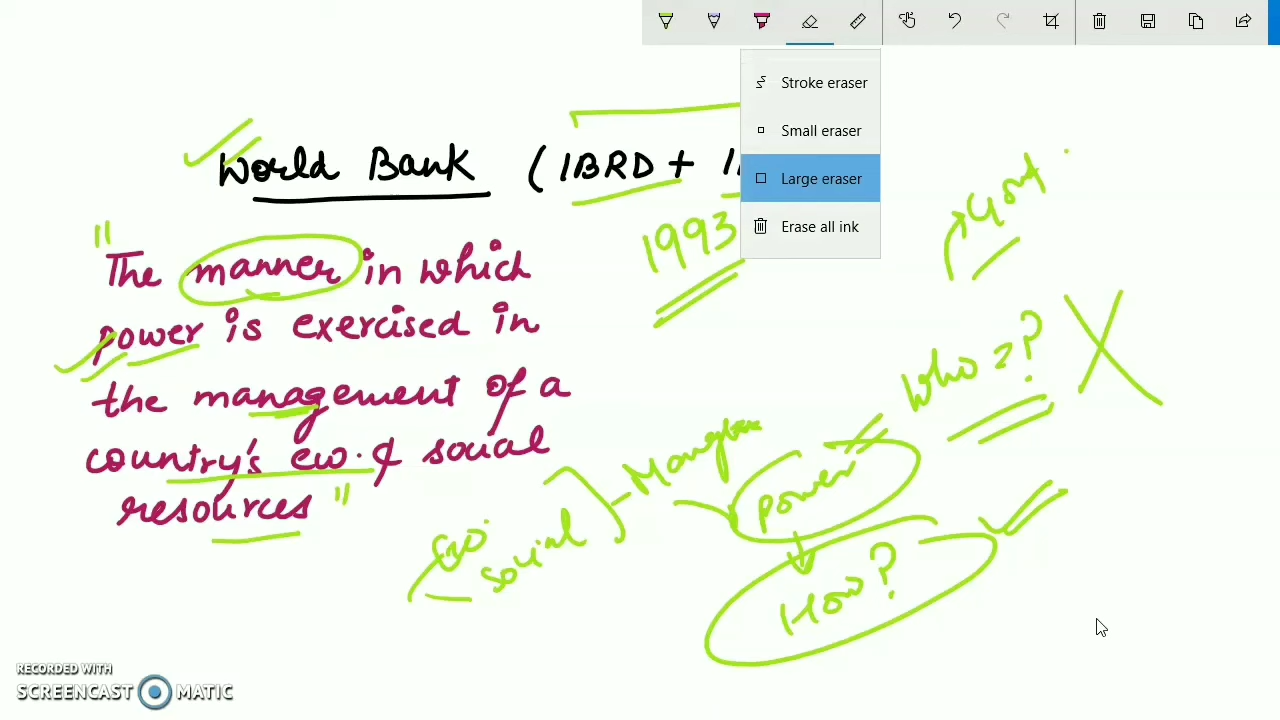 Stroke eraser
Small eraser
Large eraser
Erase all ink
World Bank (IBRD +
1993
Govt
" The manner in which
power is exercised in
the management of a
country's eco. & social
resources "
Who??
power
How?
eco.
social
RECORDED WITH
SCREENCAST MATIC